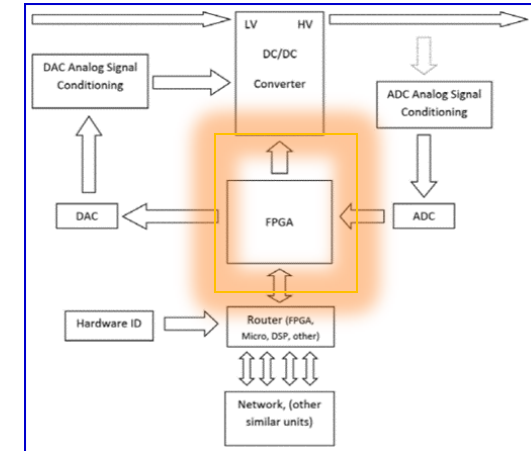 LV HV
DC/DC
Converter
DAC Analog Signal
Conditioning
ADC Analog Signal
Conditioning
DAC
FPGA
ADC
Hardware ID
Router (FPGA,
Micro, DSP, other)
Network, (other
similar units)